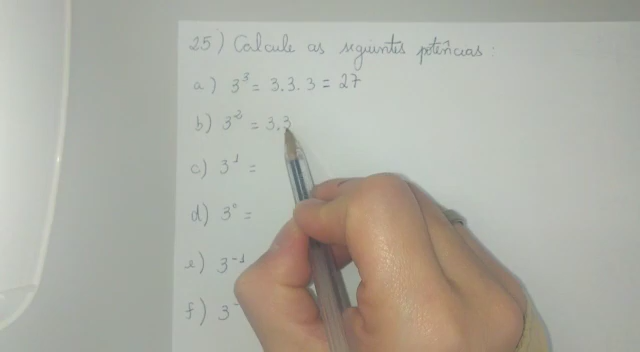 25) Calcule as seguintes potências:
a) 3³ = 3.3.3 = 27
b) 3² = 3.3
c) 3¹ =
d) 3⁰ =
e) 3⁻¹
f) 3⁻